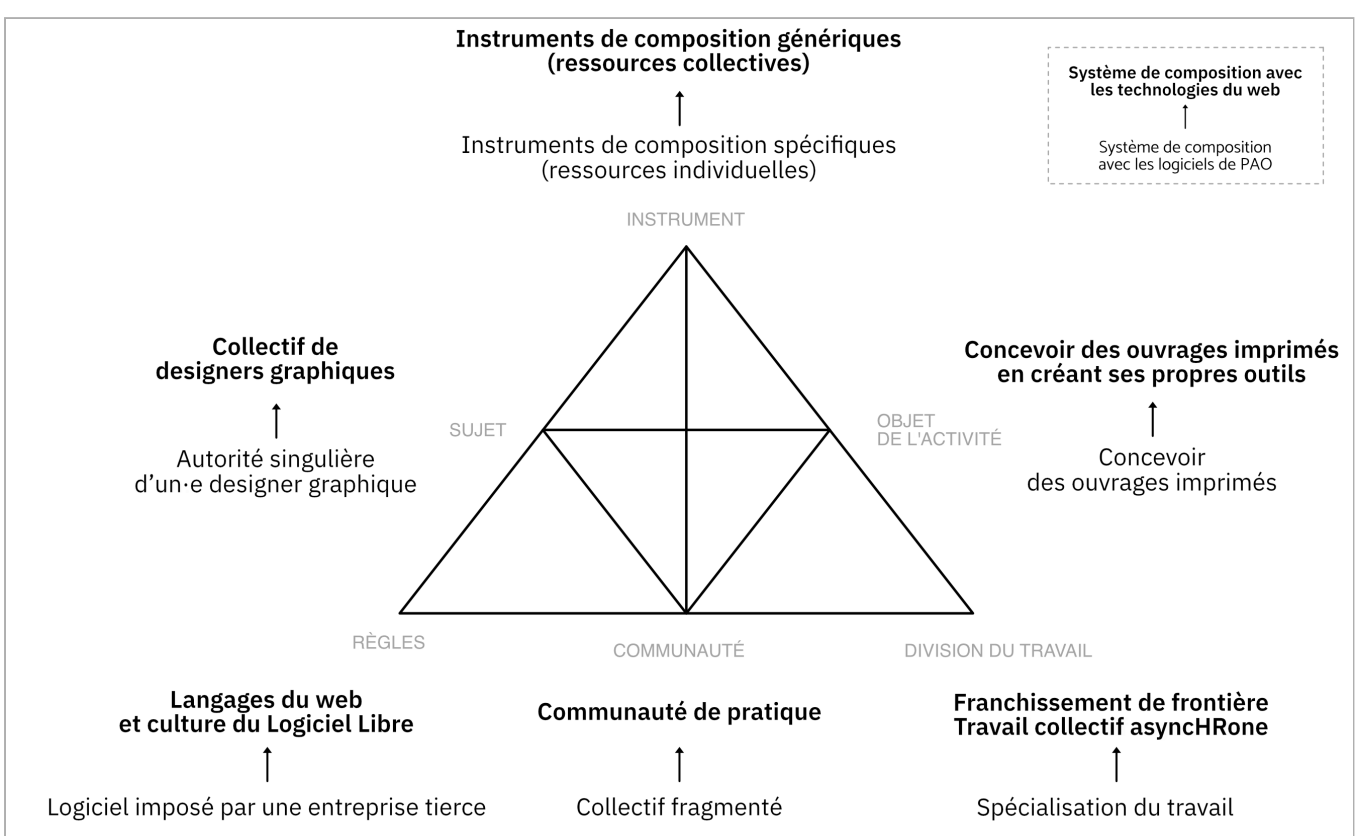 Instruments de composition génériques
(ressources collectives)
Instruments de composition spécifiques
(ressources individuelles)
Système de composition avec
les technologies du web
Système de composition
avec les logiciels de PAO
INSTRUMENT
Collectif de
designers graphiques
Autorité singulière
d'un·e designer graphique
SUJET
OBJET
DE L'ACTIVITÉ
Concevoir des ouvrages imprimés
en créant ses propres outils
Concevoir
des ouvrages imprimés
RÈGLES
COMMUNAUTÉ
DIVISION DU TRAVAIL
Langages du web
et culture du Logiciel Libre
Logiciel imposé par une entreprise tierce
Communauté de pratique
Collectif fragmenté
Franchissement de frontière
Travail collectif asyncHRone
Spécialisation du travail